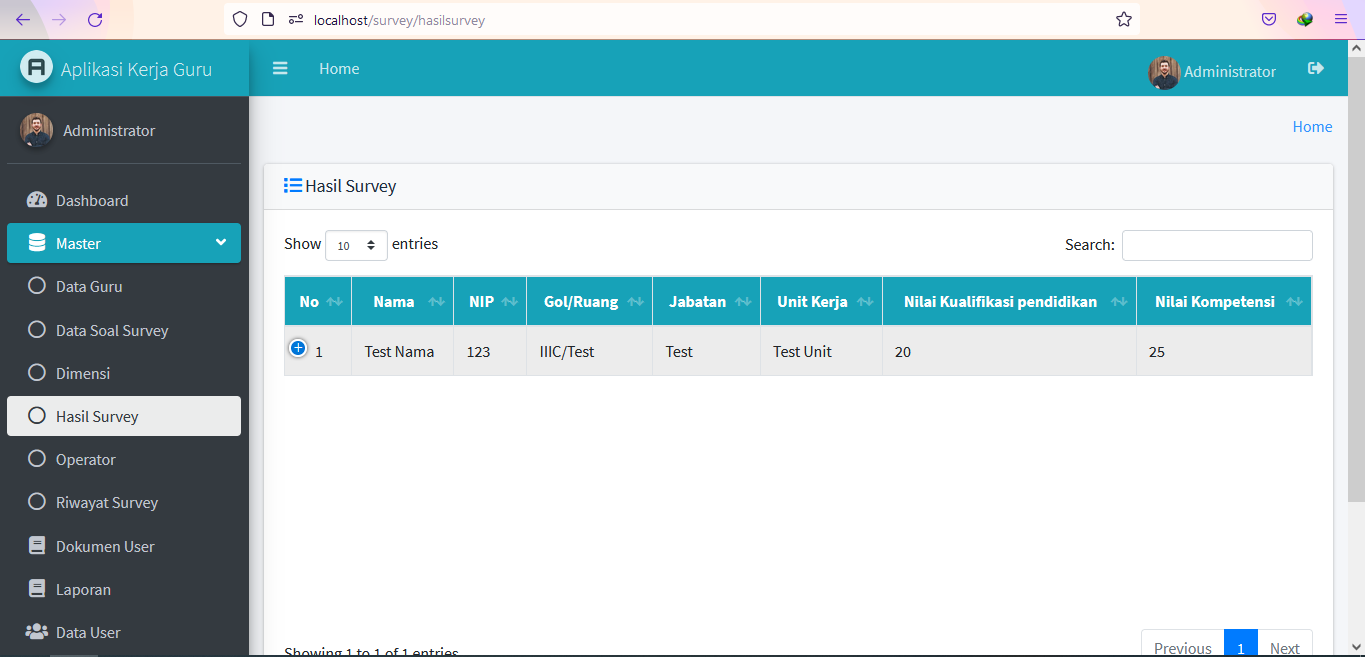 localhost/survey/hasilsurvey
A Aplikasi Kerja Guru
Home
Administrator
Administrator
Home
Dashboard
Master
Data Guru
Data Soal Survey
Dimensi
Hasil Survey
Operator
Riwayat Survey
Dokumen User
Laporan
Data User
Hasil Survey
Show 10 entries
Search:
No Nama NIP Gol/Ruang Jabatan Unit Kerja Nilai Kualifikasi pendidikan Nilai Kompetensi
1 Test Nama 123 IIIC/Test Test Test Unit 20 25
Showing 1 to 1 of 1 entries
Previous 1 Next